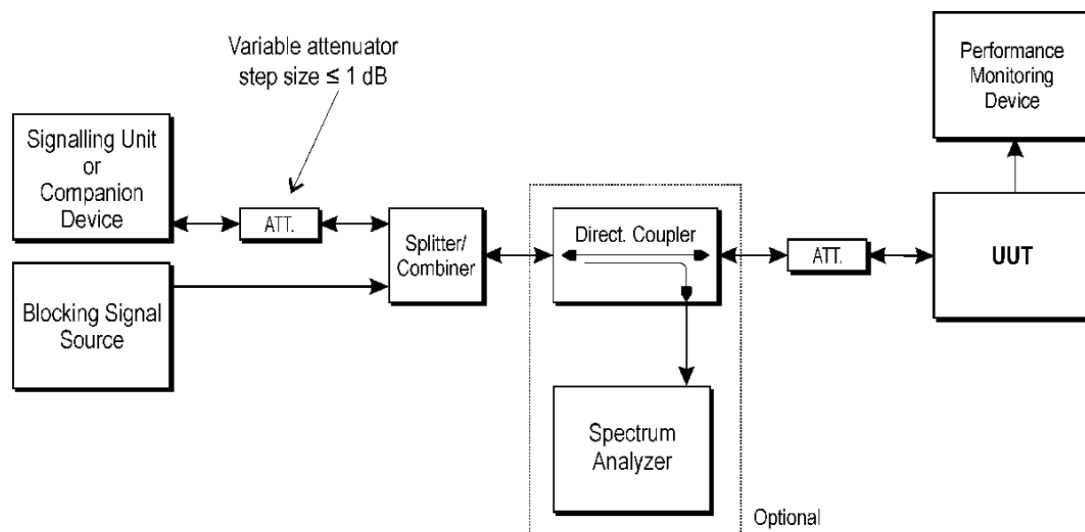 Variable attenuator
step size ≤ 1 dB
Performance
Monitoring
Device
Signalling Unit
or
Companion
Device
ATT.
Splitter/
Combiner
Direct. Coupler
ATT.
UUT
Blocking Signal
Source
Spectrum
Analyzer
Optional